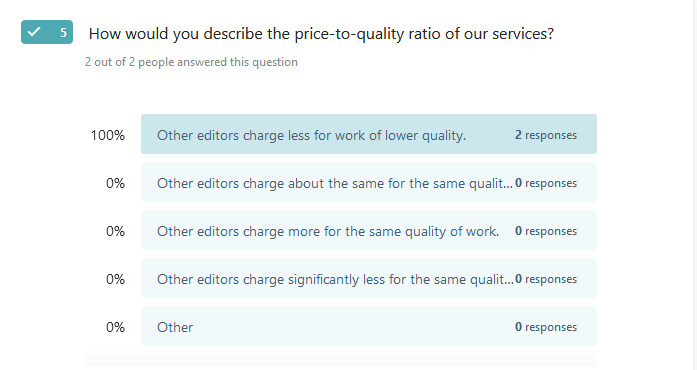 5 How would you describe the price-to-quality ratio of our services?
2 out of 2 people answered this question
100% Other editors charge less for work of lower quality. 2 responses
0% Other editors charge about the same for the same qualit... 0 responses
0% Other editors charge more for the same quality of work. 0 responses
0% Other editors charge significantly less for the same qualit... 0 responses
0% Other 0 responses